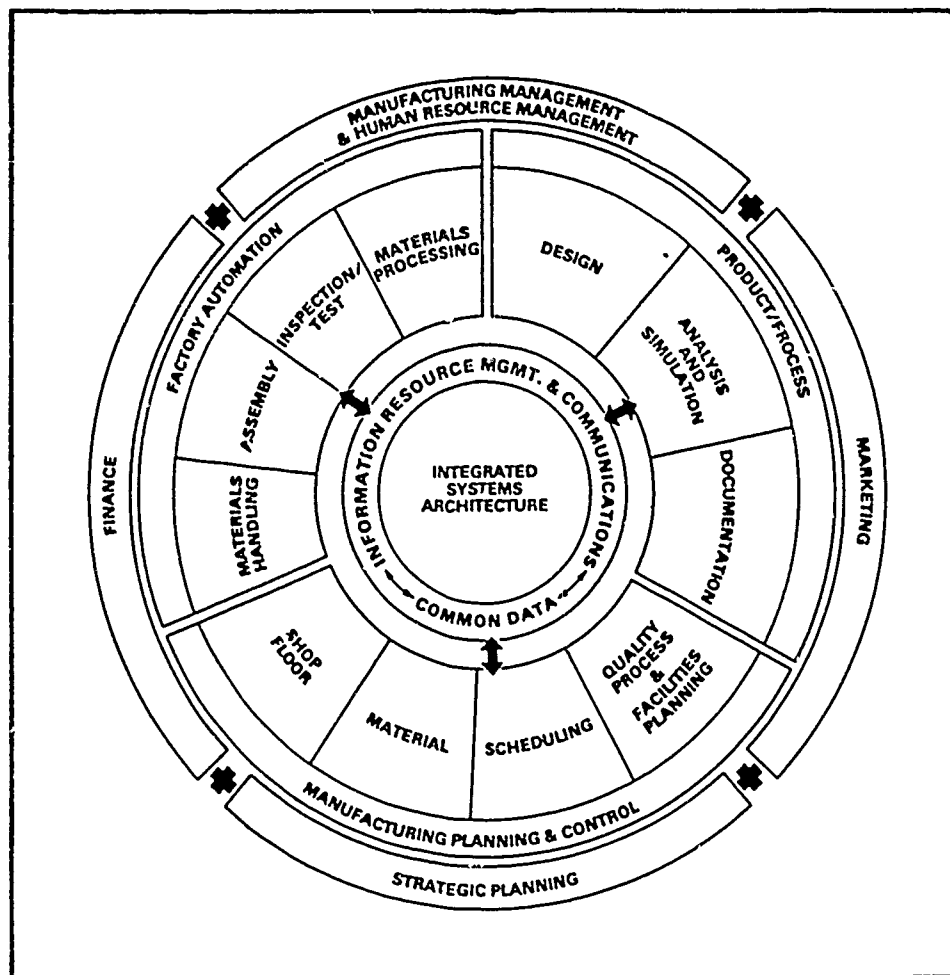 MANUFACTURING MANAGEMENT
& HUMAN RESOURCE MANAGEMENT
FACTORY AUTOMATION
MATERIALS
PROCESSING
INSPECTION/
TEST
ASSEMBLY
MATERIALS
HANDLING
DESIGN
PRODUCT/FROCESS
ANALYSIS
AND
SIMULATION
DOCUMENTATION
FINANCE
MARKETING
INFORMATION RESOURCE MGMT. & COMMUNICATIONS
INTEGRATED
SYSTEMS
ARCHITECTURE
COMMON DATA
SHOP
FLOOR
MATERIAL
SCHEDULING
QUALITY
PROCESS
&
FACILITIES
PLANNING
MANUFACTURING PLANNING & CONTROL
STRATEGIC PLANNING